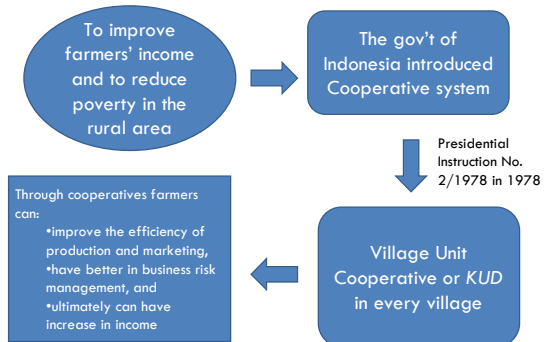 To improve
farmers' income
and to reduce
poverty in the
rural area
The gov't of
Indonesia introduced
Cooperative system
Presidential
Instruction No.
2/1978 in 1978
Village Unit
Cooperative or KUD
in every village
Through cooperatives farmers
can:
•improve the efficiency of
production and marketing,
•have better in business risk
management, and
•ultimately can have
increase in income